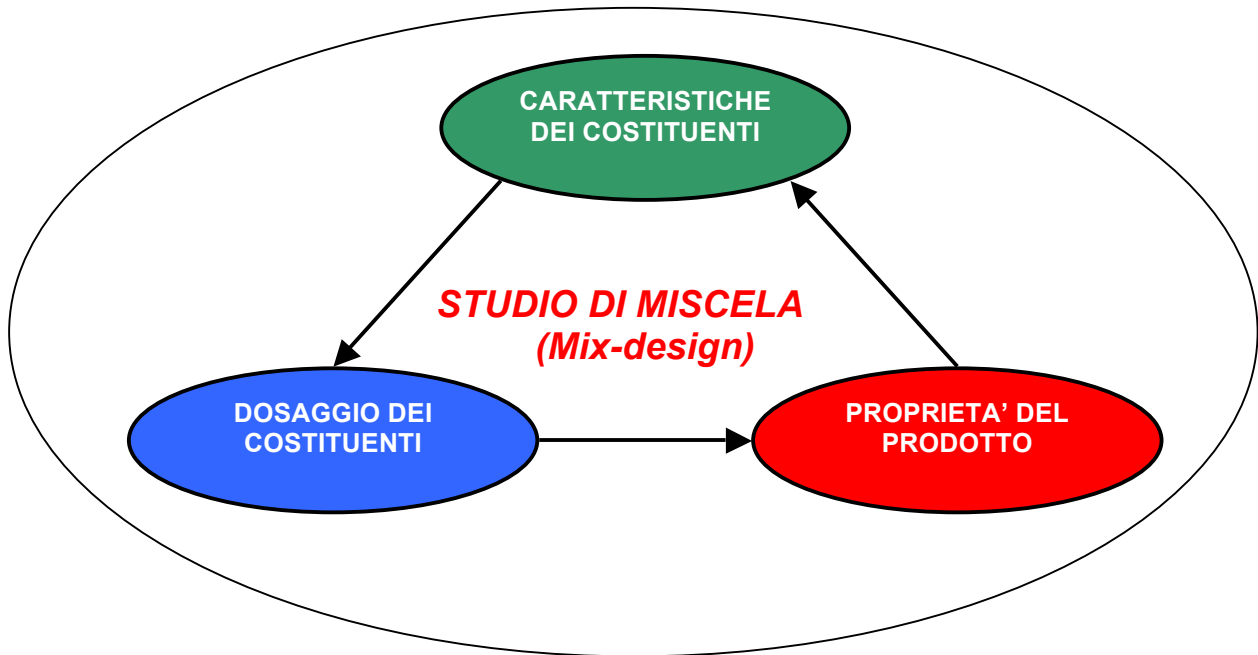 CARATTERISTICHE
DEI COSTITUENTI
STUDIO DI MISCELA
(Mix-design)
DOSAGGIO DEI
COSTITUENTI
PROPRIETA’ DEL
PRODOTTO